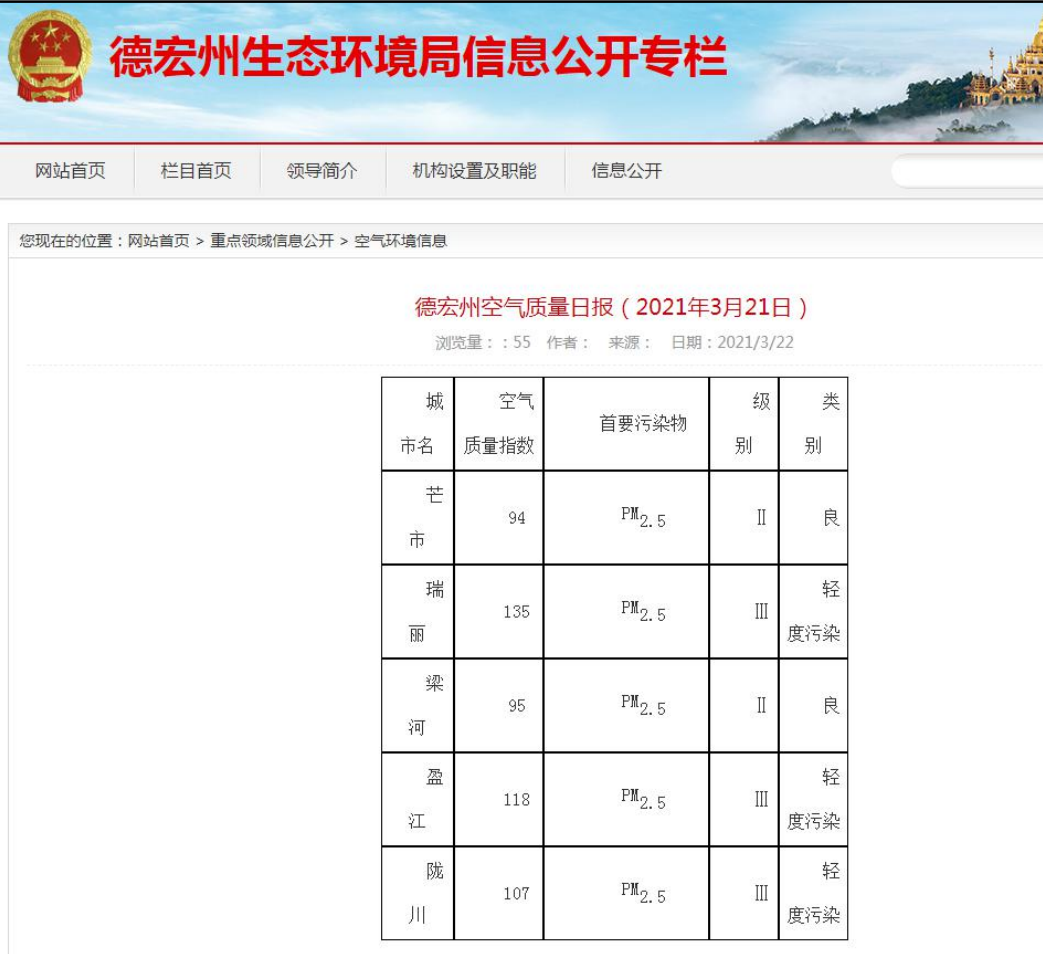 德宏州生态环境局信息公开专栏
网站首页 栏目首页 领导简介 机构设置及职能 信息公开
您现在的位置：网站首页 > 重点领域信息公开 > 空气环境信息
德宏州空气质量日报（2021年3月21日）
浏览量：：55 作者： 来源： 日期：2021/3/22
城市名 空气质量指数 首要污染物 级别 类别
芒市 94 PM2.5 Ⅱ 良
瑞丽 135 PM2.5 Ⅲ 轻度污染
梁河 95 PM2.5 Ⅱ 良
盈江 118 PM2.5 Ⅲ 轻度污染
陇川 107 PM2.5 Ⅲ 轻度污染